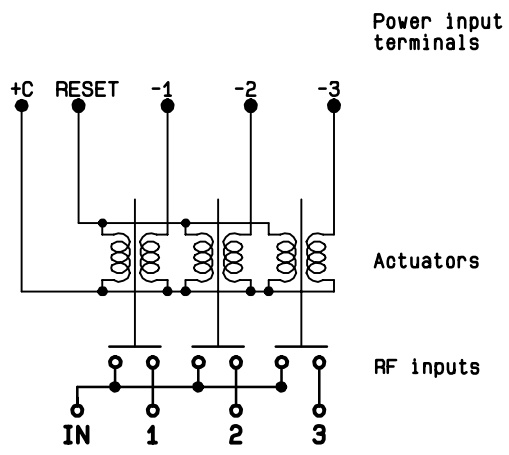 Power input
terminals
+C RESET -1 -2 -3
Actuators
RF inputs
IN 1 2 3